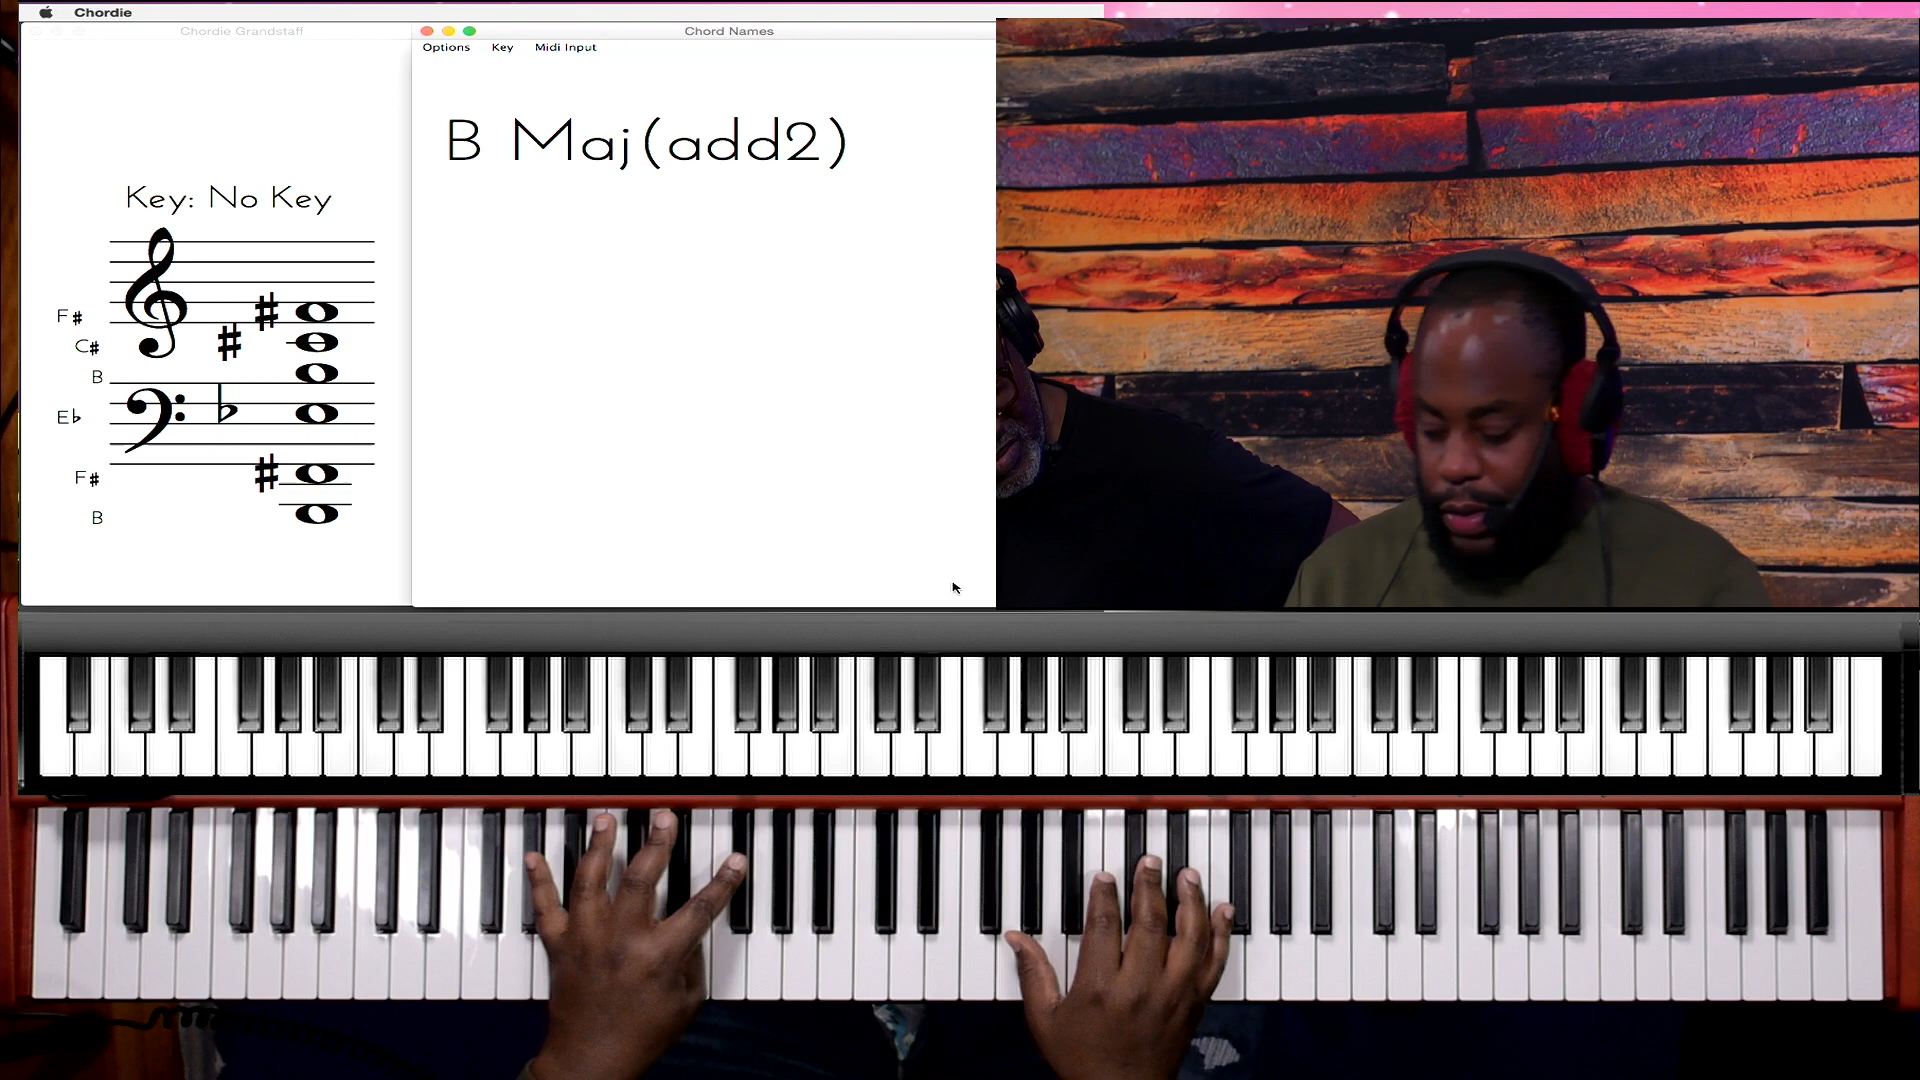 Chordie
Chordie Grandstaff
Chord Names
Options Key Midi Input
B Maj(add2)
Key: No Key
F#
C#
B
E♭
F#
B